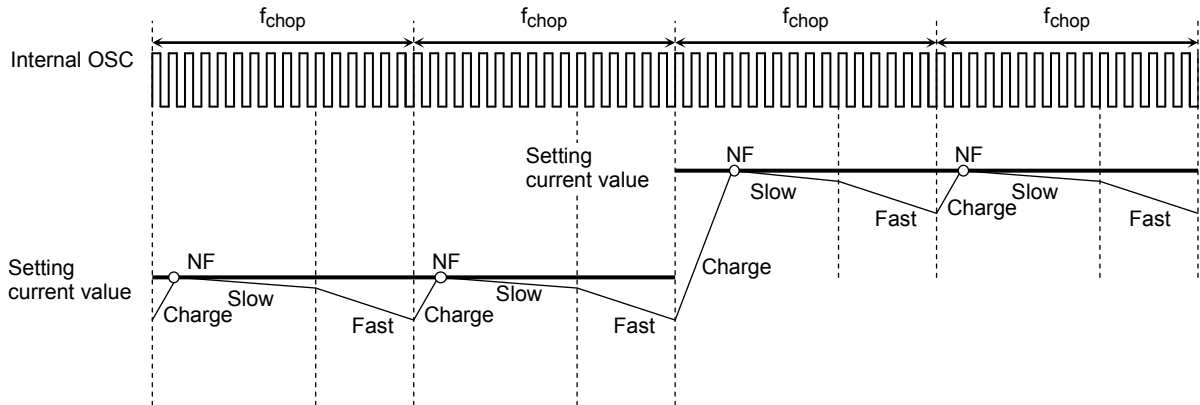 fchop fchop fchop fchop
Internal OSC
Setting
current value
NF NF
Slow Slow
Fast Charge Fast
Setting
current value
NF NF
Charge
Slow Slow
Charge Fast Charge Fast